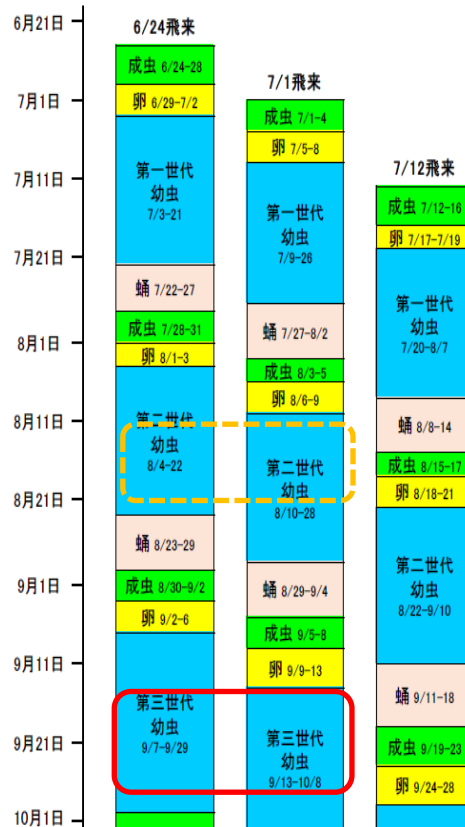 6月21日
7月1日
7月11日
7月21日
8月1日
8月11日
8月21日
9月1日
9月11日
9月21日
10月1日
6/24飛来
成虫 6/24-28
卵 6/29-7/2
第一世代
幼虫
7/3-21
蛹 7/22-27
成虫 7/28-31
卵 8/1-3
第二世代
幼虫
8/4-22
蛹 8/23-29
成虫 8/30-9/2
卵 9/2-6
第三世代
幼虫
9/7-9/29
7/1飛来
成虫 7/1-4
卵 7/5-8
第一世代
幼虫
7/9-26
蛹 7/27-8/2
成虫 8/3-5
卵 8/6-9
第二世代
幼虫
8/10-28
蛹 8/29-9/4
成虫 9/5-8
卵 9/9-13
第三世代
幼虫
9/13-10/8
7/12飛来
成虫 7/12-16
卵 7/17-7/19
第一世代
幼虫
7/20-8/7
蛹 8/8-14
成虫 8/15-17
卵 8/18-21
第二世代
幼虫
8/22-9/10
蛹 9/11-18
成虫 9/19-23
卵 9/24-28